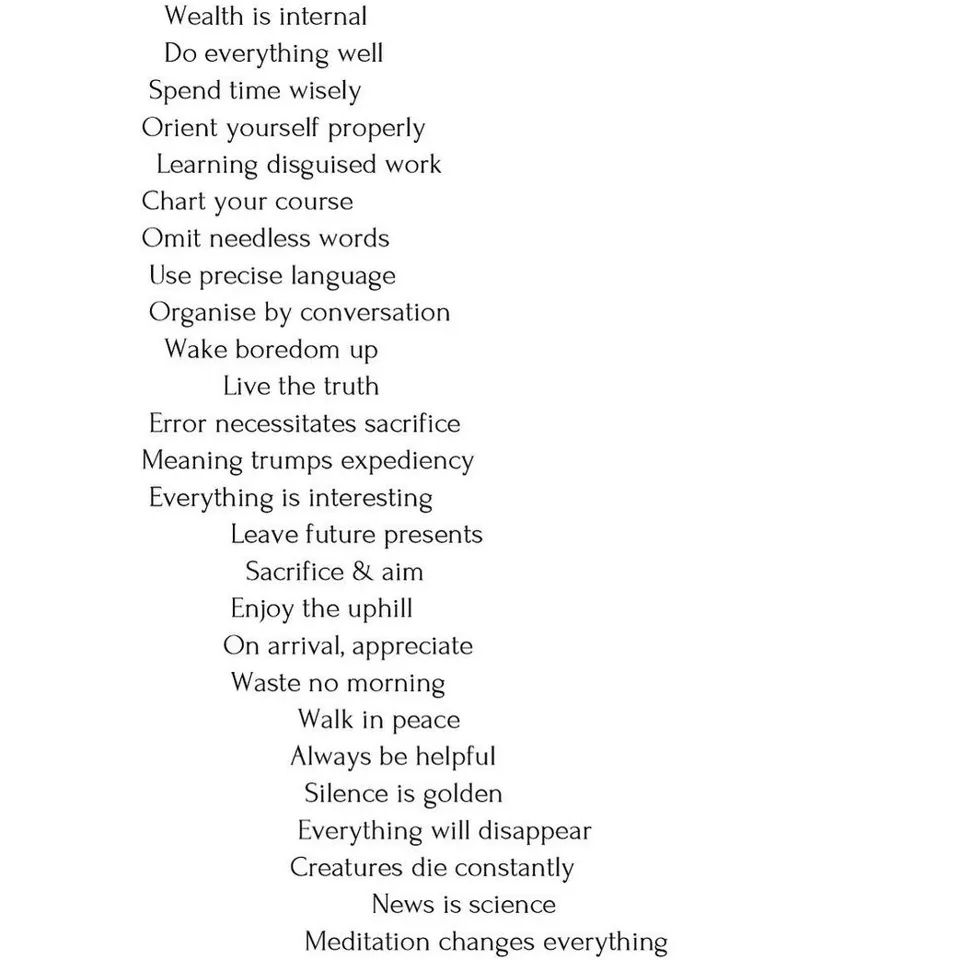 Wealth is internal
Do everything well
Spend time wisely
Orient yourself properly
Learning disguised work
Chart your course
Omit needless words
Use precise language
Organise by conversation
Wake boredom up
Live the truth
Error necessitates sacrifice
Meaning trumps expediency
Everything is interesting
Leave future presents
Sacrifice & aim
Enjoy the uphill
On arrival, appreciate
Waste no morning
Walk in peace
Always be helpful
Silence is golden
Everything will disappear
Creatures die constantly
News is science
Meditation changes everything